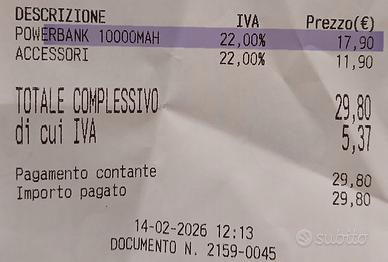 DESCRIZIONE IVA Prezzo(€)
POWERBANK 10000MAH 22,00% 17,90
ACCESSORI 22,00% 11,90
TOTALE COMPLESSIVO 29,80
di cui IVA 5,37
Pagamento contante 29,80
Importo pagato 29,80
14-02-2026 12:13
DOCUMENTO N. 2159-0045
subito